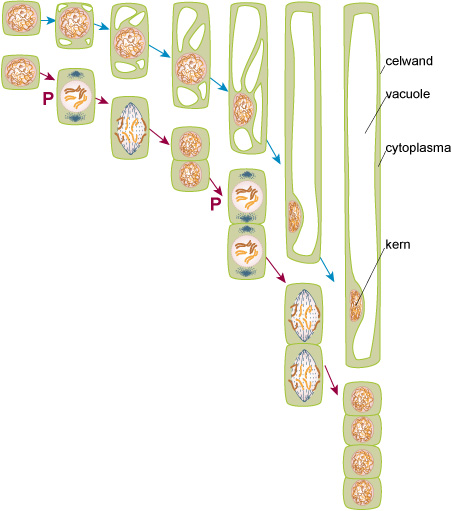 celwand
vacuole
P
cytoplasma
P
kern